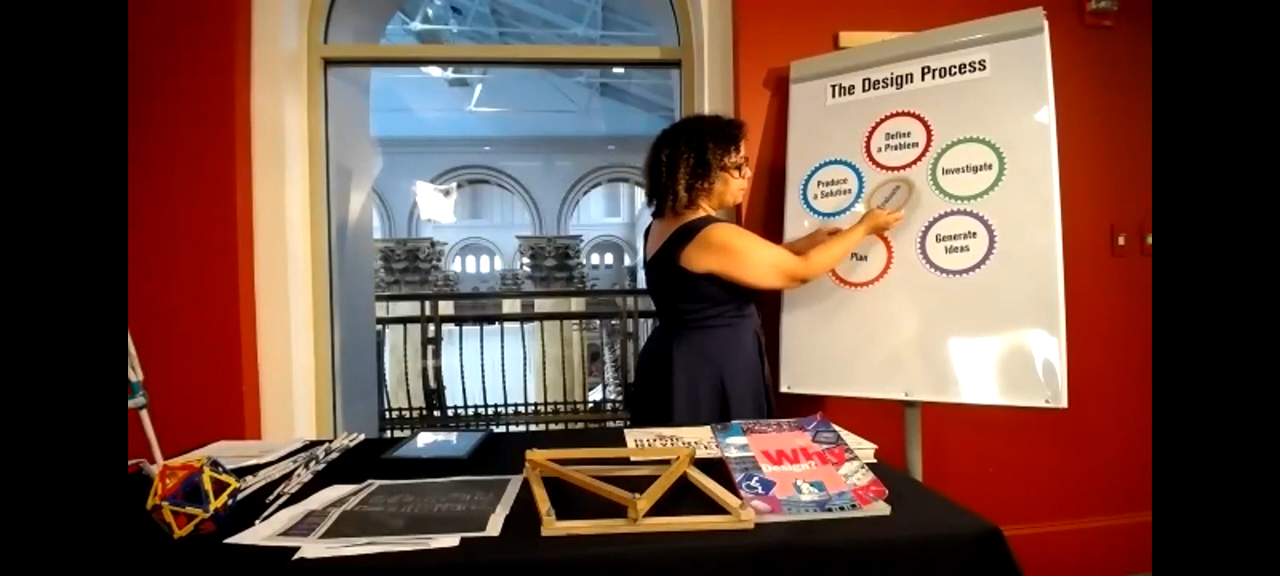 The Design Process
Define
a Problem
Investigate
Generate
Ideas
Plan
Produce
a Solution
Why
Design?